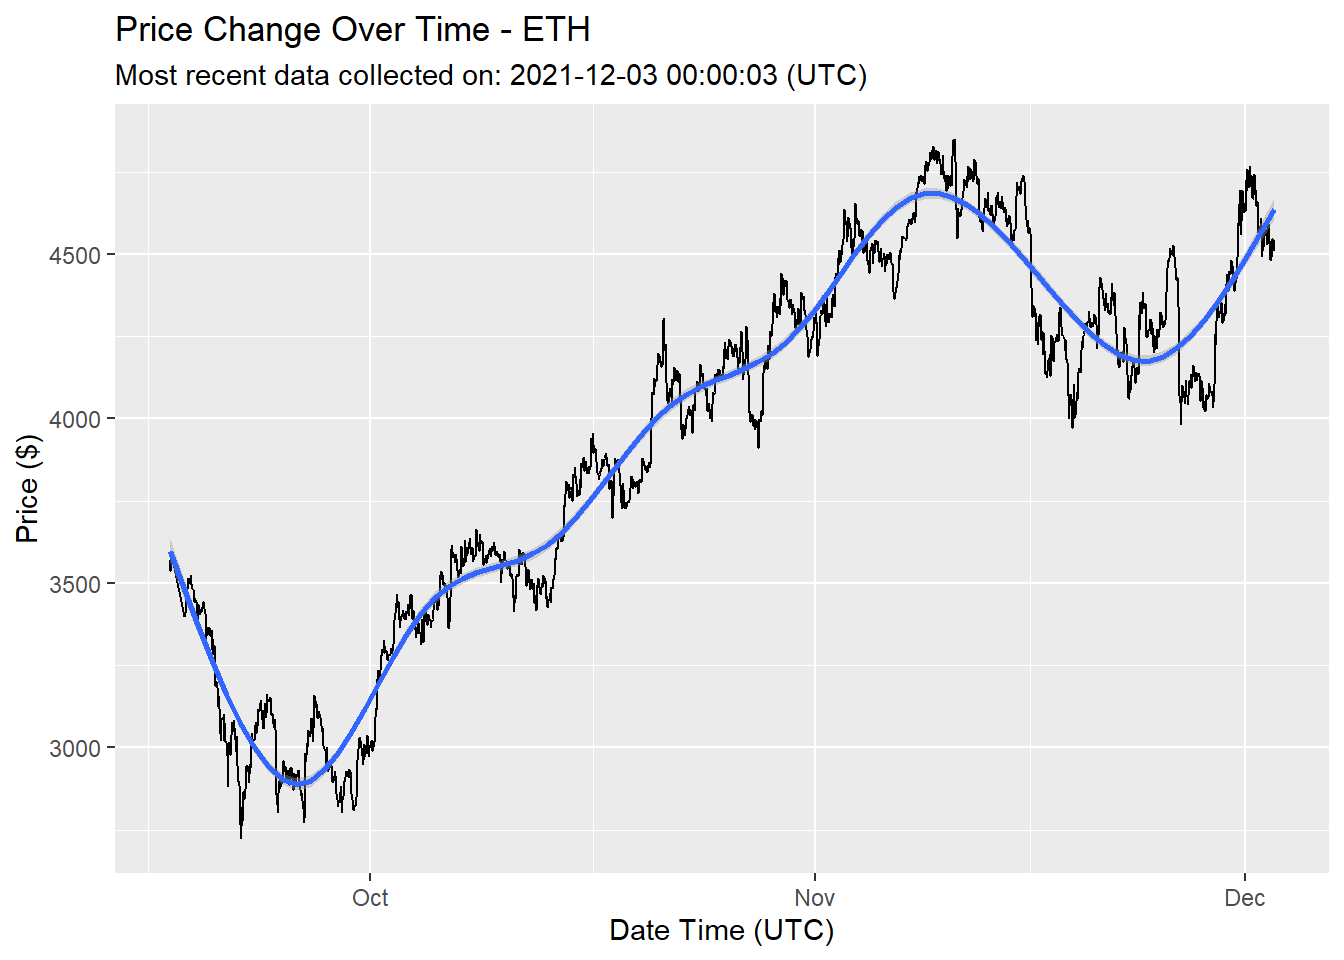 Price Change Over Time - ETH
Most recent data collected on: 2021-12-03 00:00:03 (UTC)
Price ($)
4500
4000
3500
3000
Oct
Nov
Dec
Date Time (UTC)